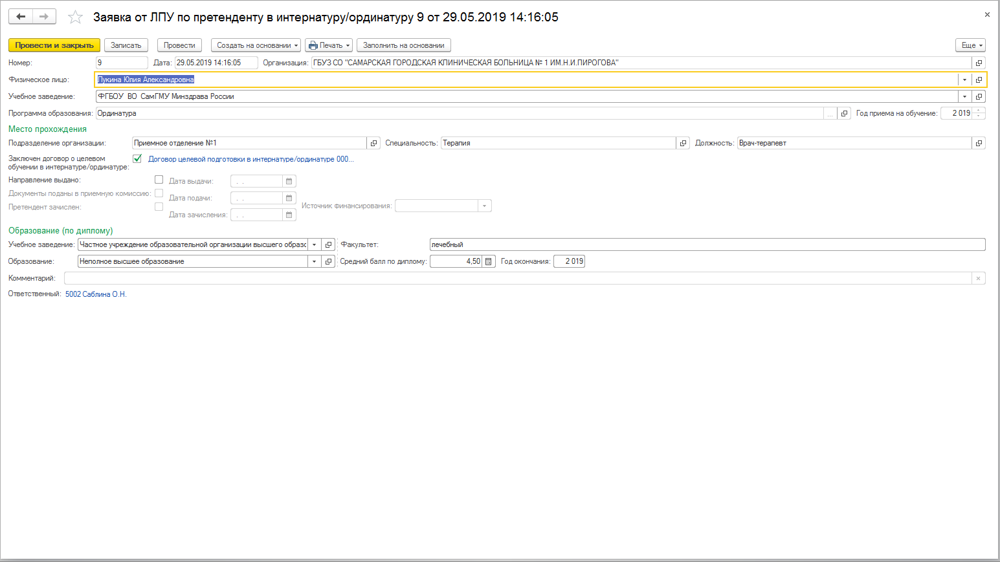 Заявка от ЛПУ по претенденту в интернатуру/ординатуру 9 от 29.05.2019 14:16:05
Провести и закрыть Записать Провести Создать на основании Печать Заполнить на основании Еще
Номер: 9 Дата: 29.05.2019 14:16:05 Организация: ГБУЗ СО "САМАРСКАЯ ГОРОДСКАЯ КЛИНИЧЕСКАЯ БОЛЬНИЦА № 1 ИМ.Н.И.ПИРОГОВА"
Физическое лицо: Лукина Юлия Александровна
Учебное заведение: ФГБОУ ВО СамГМУ Минздрава России
Программа образования: Ординатура ... Год приема на обучение: 2 019
Место прохождения
Подразделение организации: Приемное отделение №1 Специальность: Терапия Должность: Врач-терапевт
Заключен договор о целевом
обучении в интернатуре/ординатуре: Договор целевой подготовки в интернатуре/ординатуре 000...
Направление выдано: Дата выдачи: . .
Документы поданы в приемную комиссию: Дата подачи: . .
Претендент зачислен: Дата зачисления: . . Источник финансирования:
Образование (по диплому)
Учебное заведение: Частное учреждение образовательной организации высшего образо Факультет: лечебный
Образование: Неполное высшее образование Средний балл по диплому: 4,50 Год окончания: 2 019
Комментарий:
Ответственный: 5002 Саблина О.Н.